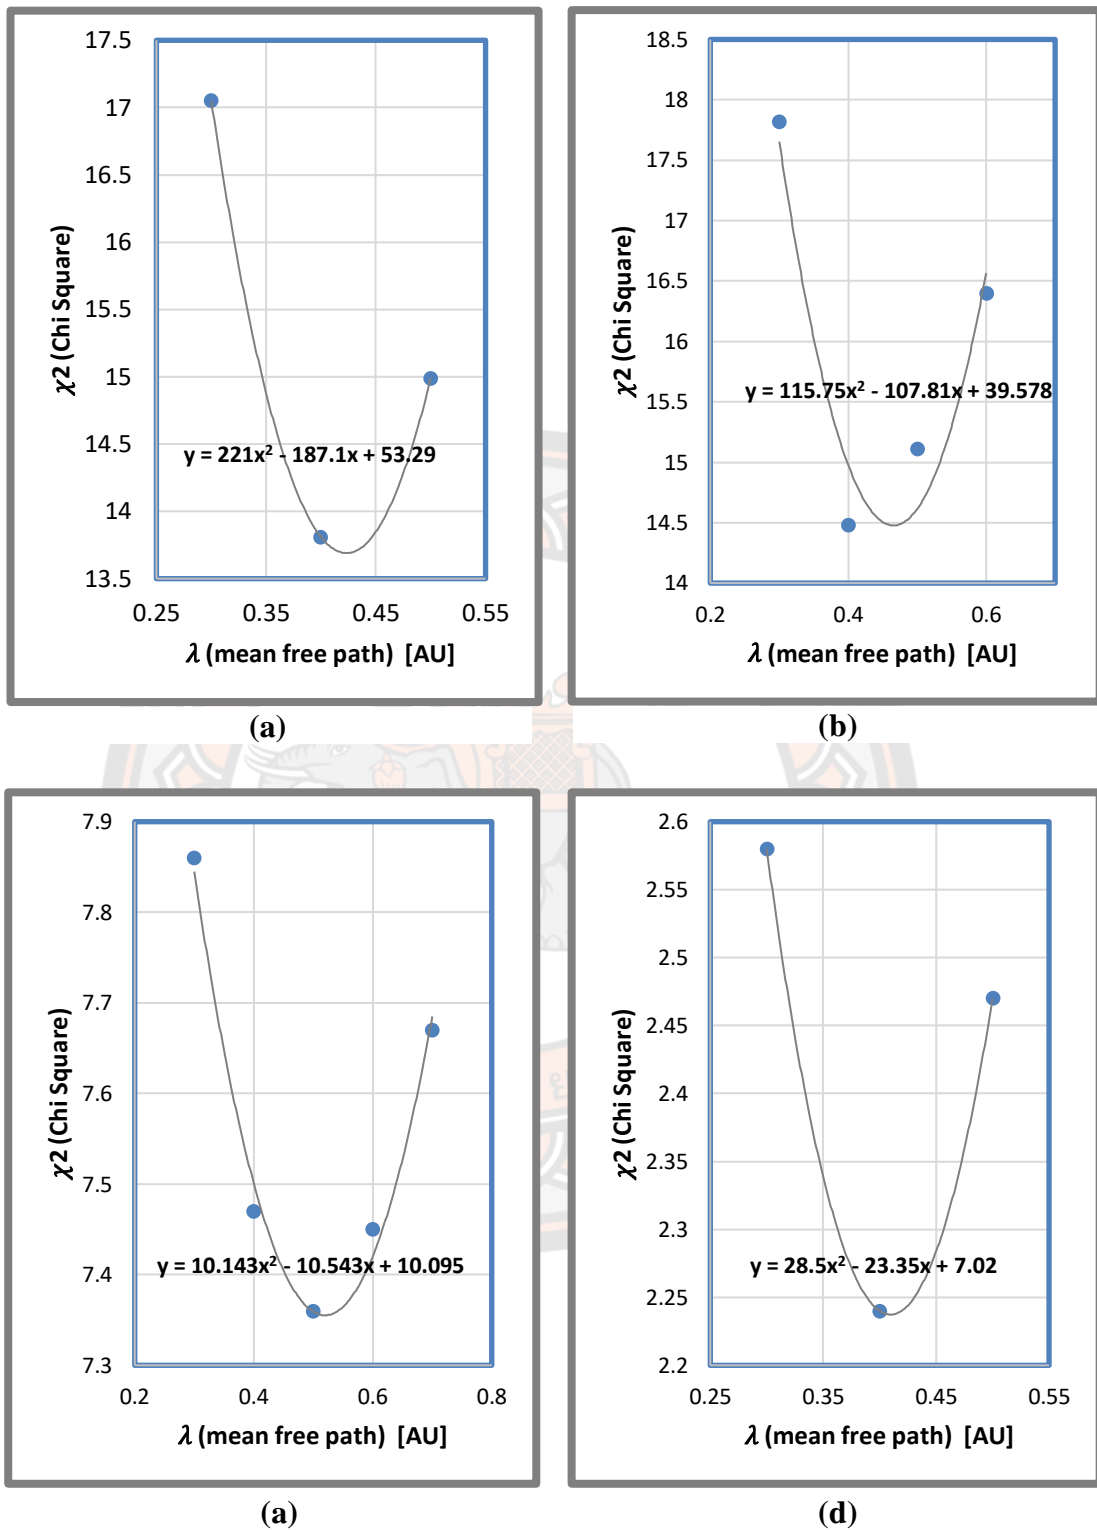 17.5
17
16.5
16
15.5
15
14.5
14
13.5
χ2 (Chi Square)
y = 221x² - 187.1x + 53.29
0.25 0.35 0.45 0.55
λ (mean free path) [AU]
(a)
18.5
18
17.5
17
16.5
16
15.5
15
14.5
14
χ2 (Chi Square)
y = 115.75x² - 107.81x + 39.578
0.2 0.4 0.6
λ (mean free path) [AU]
(b)
7.9
7.8
7.7
7.6
7.5
7.4
7.3
χ2 (Chi Square)
y = 10.143x² - 10.543x + 10.095
0.2 0.4 0.6 0.8
λ (mean free path) [AU]
(a)
2.6
2.55
2.5
2.45
2.4
2.35
2.3
2.25
2.2
χ2 (Chi Square)
y = 28.5x² - 23.35x + 7.02
0.25 0.35 0.45 0.55
λ (mean free path) [AU]
(d)